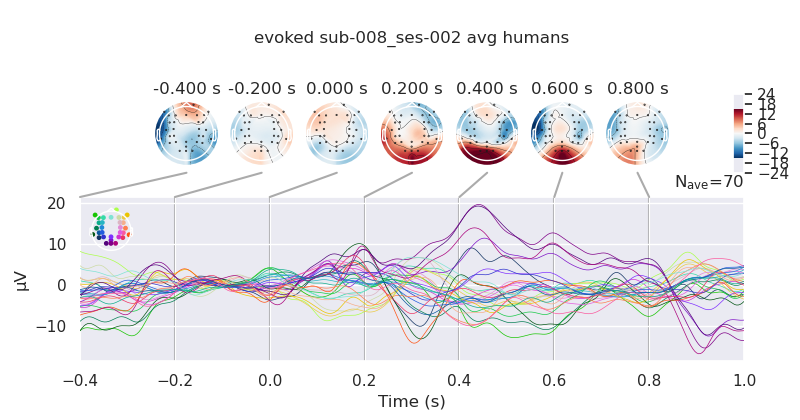 evoked sub-008_ses-002 avg humans
-0.400 s -0.200 s 0.000 s 0.200 s 0.400 s 0.600 s 0.800 s
24
18
12
6
0
−6
−12
−18
−24
Nave=70
20
10
0
−10
µV
−0.4 −0.2 0.0 0.2 0.4 0.6 0.8 1.0
Time (s)